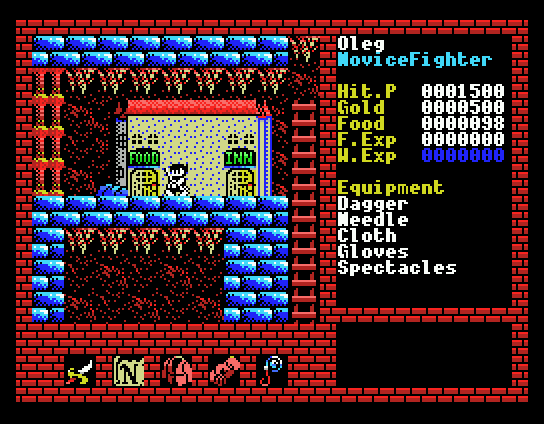 Oleg
NoviceFighter
Hit.P 0001500
Gold 0000500
Food 0000098
F.Exp 0000000
W.Exp 0000000
Equipment
Dagger
Needle
Cloth
Gloves
Spectacles
FOOD INN
N